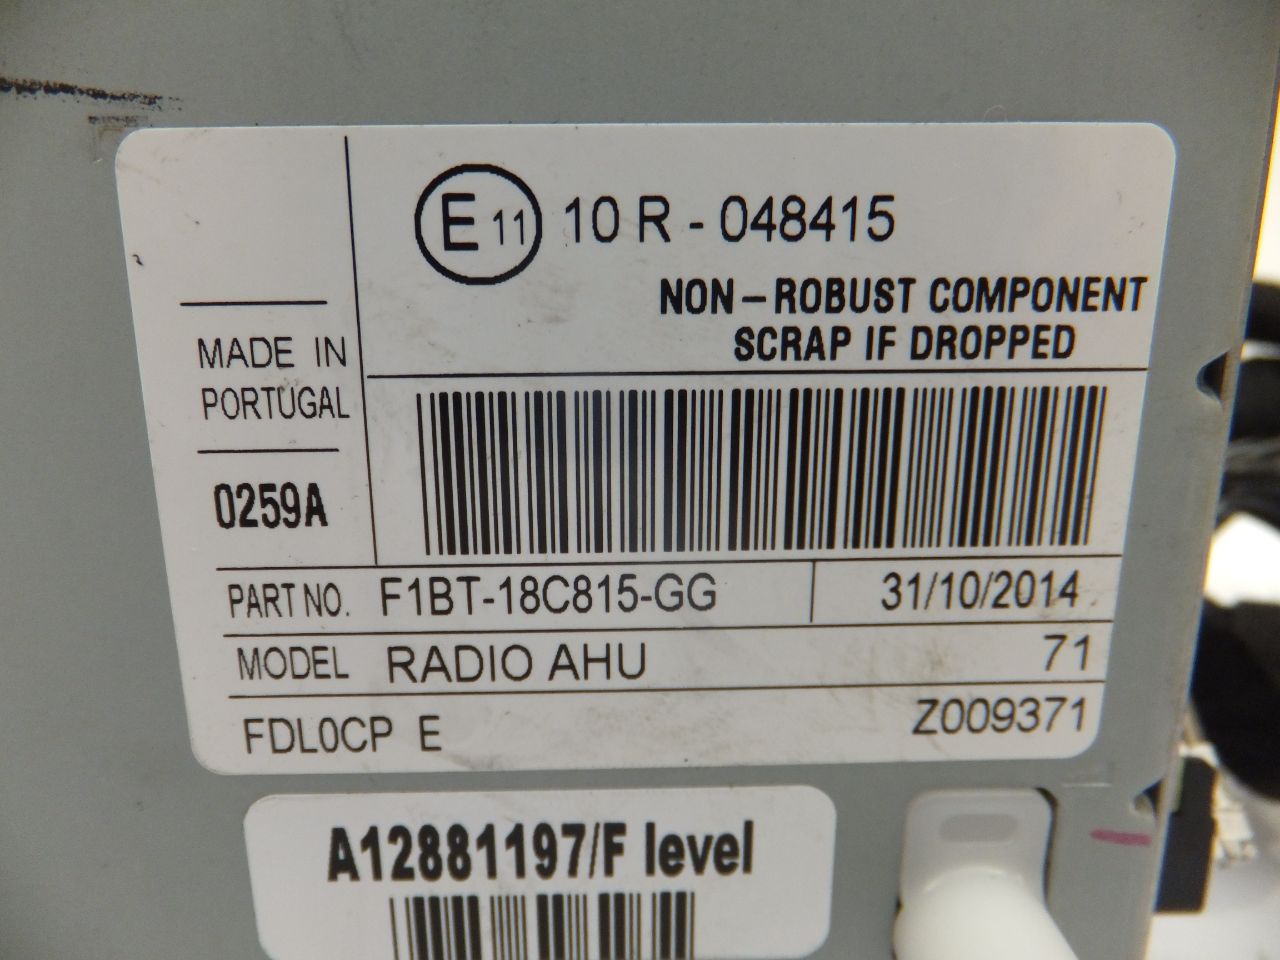 E 11 10 R - 048415
NON - ROBUST COMPONENT
SCRAP IF DROPPED
MADE IN
PORTUGAL
0259A
PART NO. F1BT-18C815-GG 31/10/2014
MODEL RADIO AHU 71
FDL0CP E Z009371
A12881197/F level